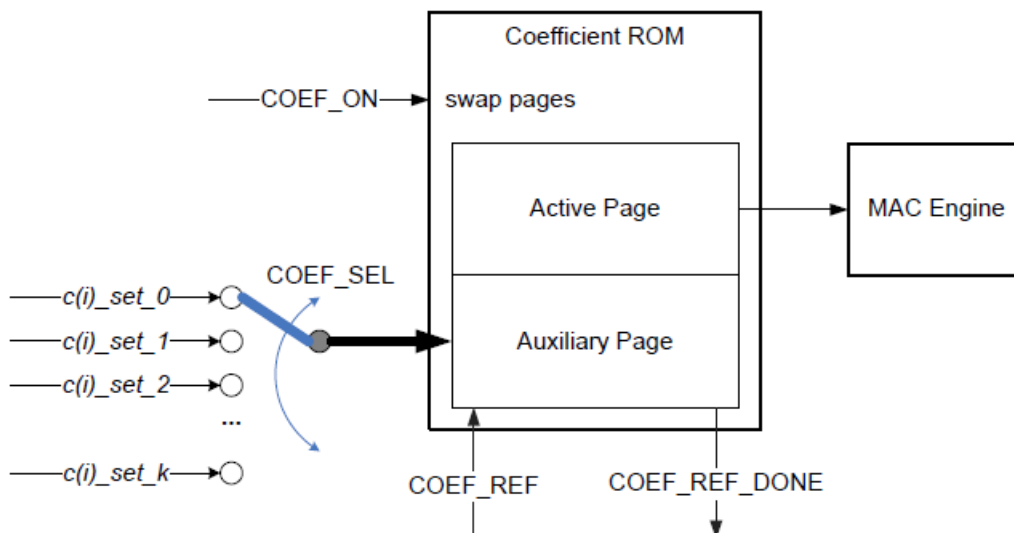 Coefficient ROM
COEF_ON
swap pages
Active Page
MAC Engine
COEF_SEL
c(i)_set_0
c(i)_set_1
Auxiliary Page
c(i)_set_2
...
c(i)_set_k
COEF_REF
COEF_REF_DONE